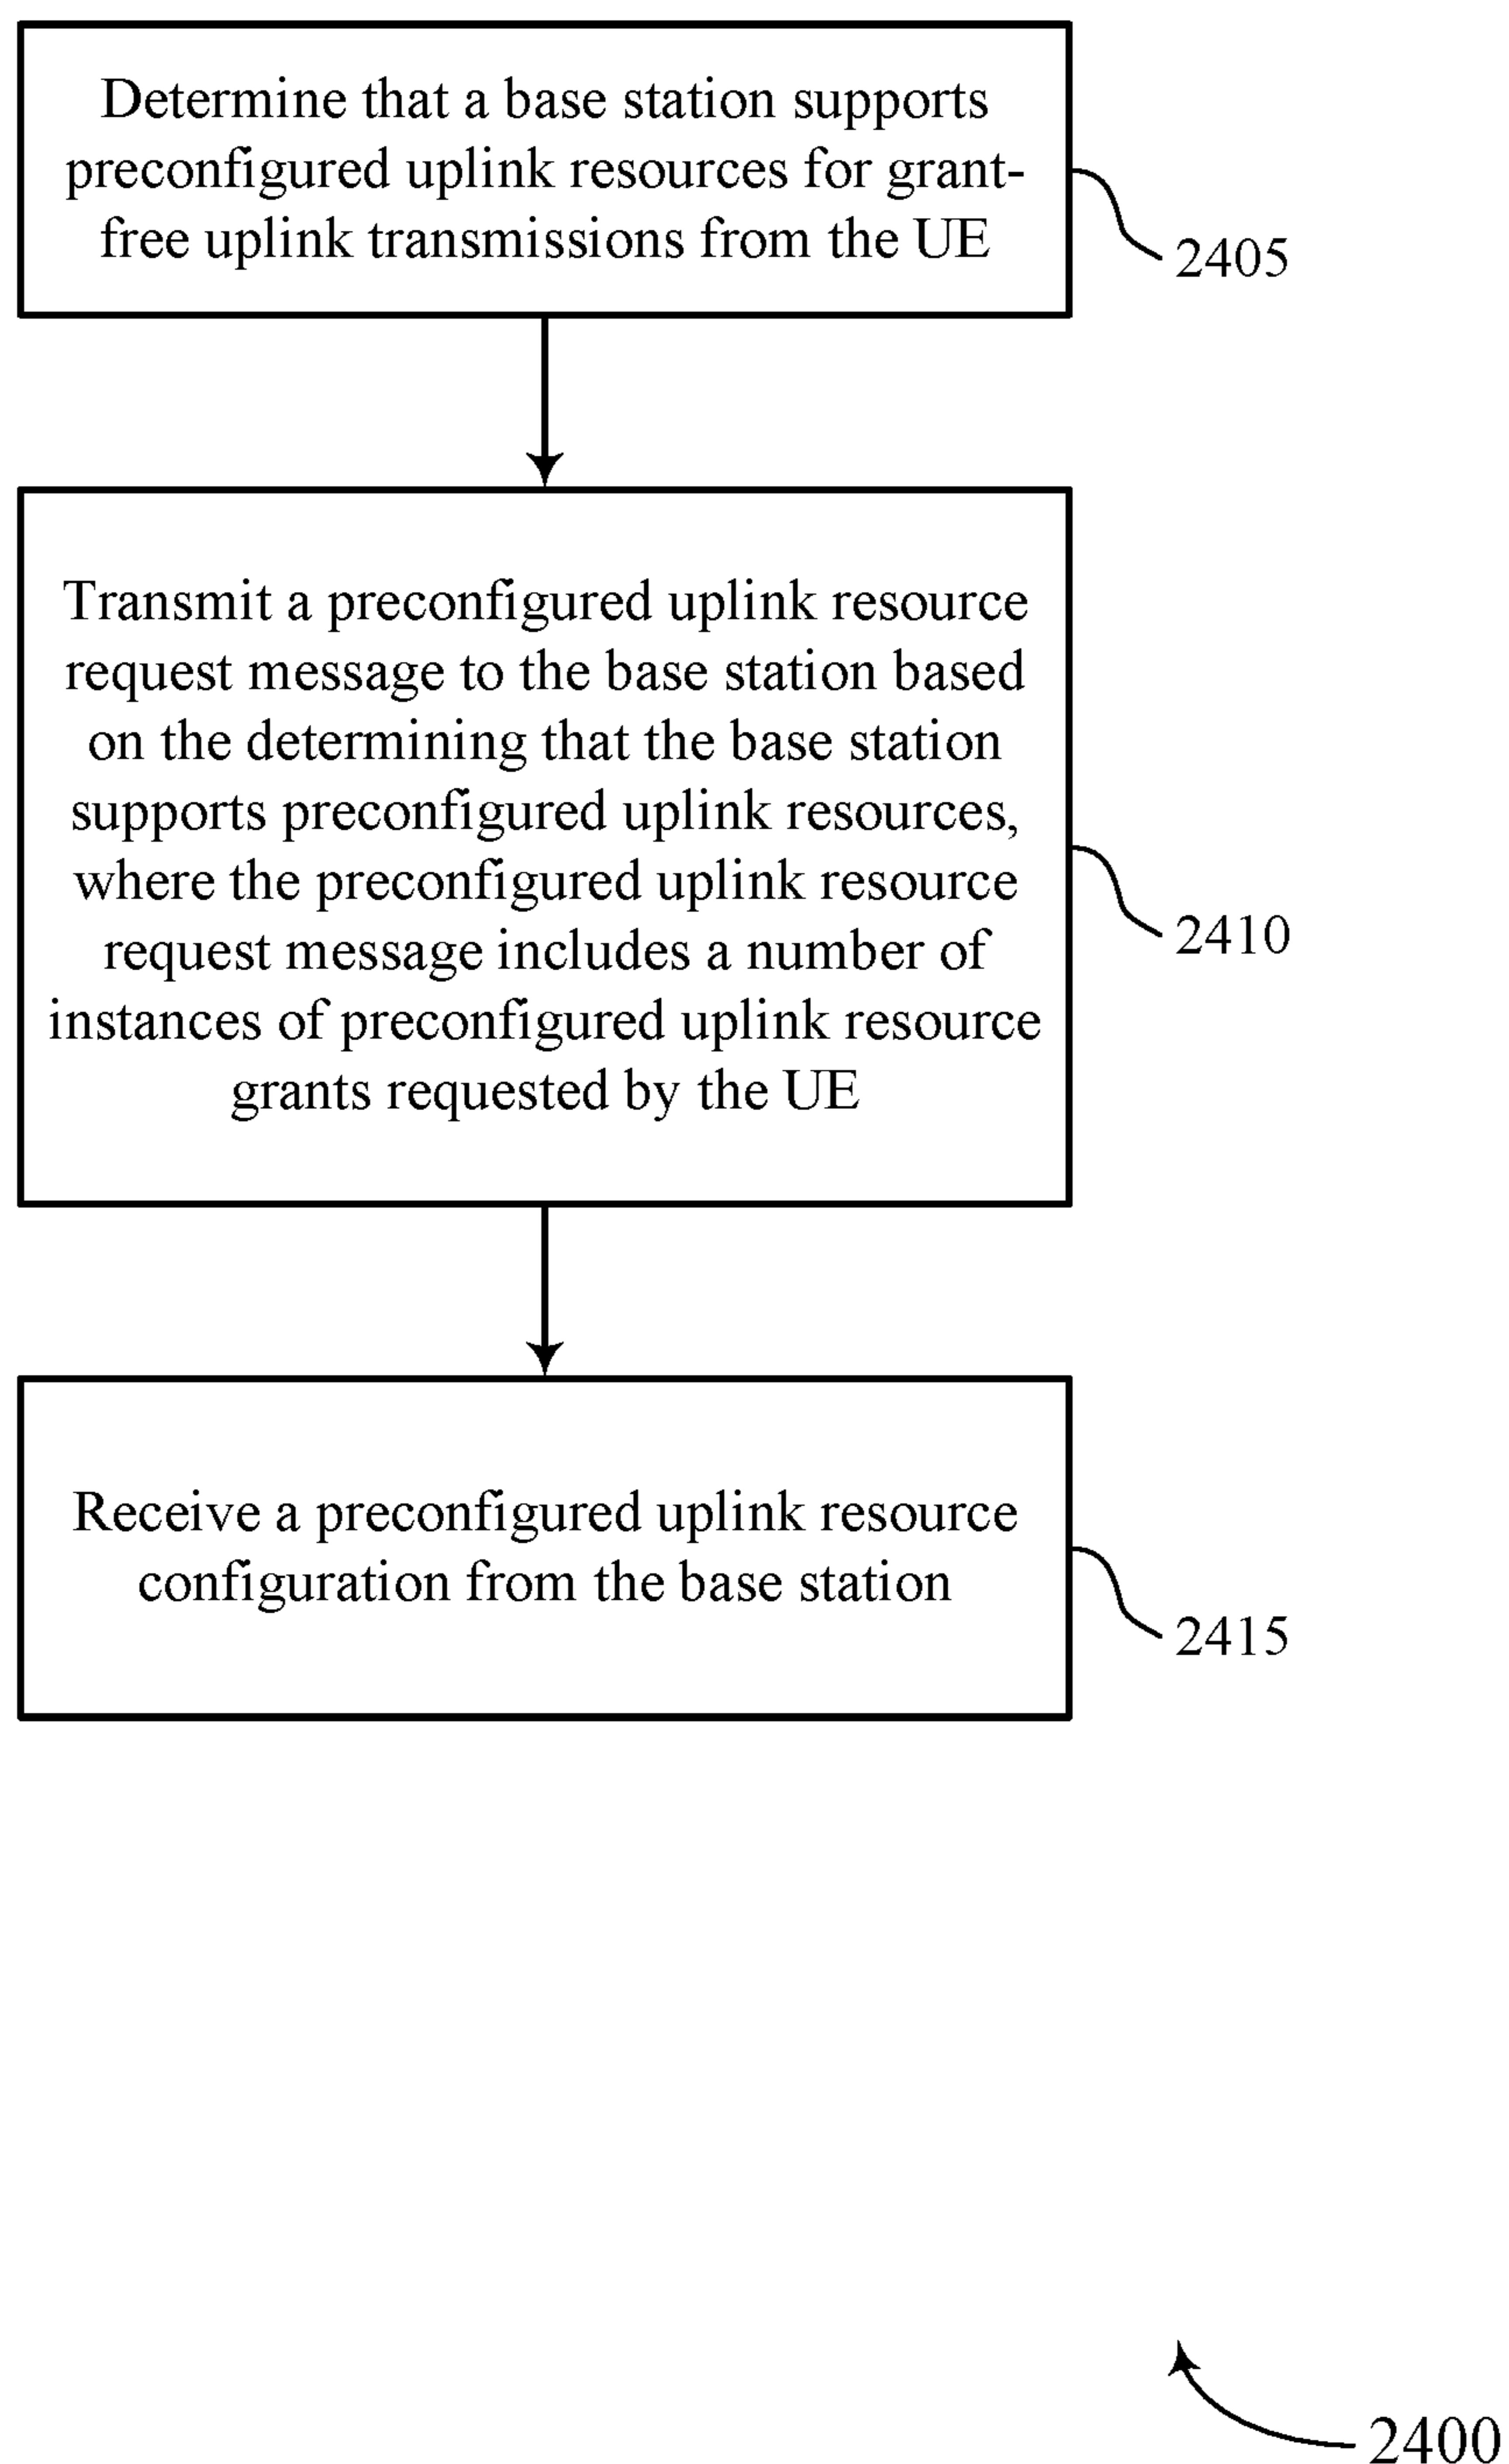 Determine that a base station supports
preconfigured uplink resources for grant-
free uplink transmissions from the UE
2405
Transmit a preconfigured uplink resource
request message to the base station based
on the determining that the base station
supports preconfigured uplink resources,
where the preconfigured uplink resource
request message includes a number of
instances of preconfigured uplink resource
grants requested by the UE
2410
Receive a preconfigured uplink resource
configuration from the base station
2415
2400